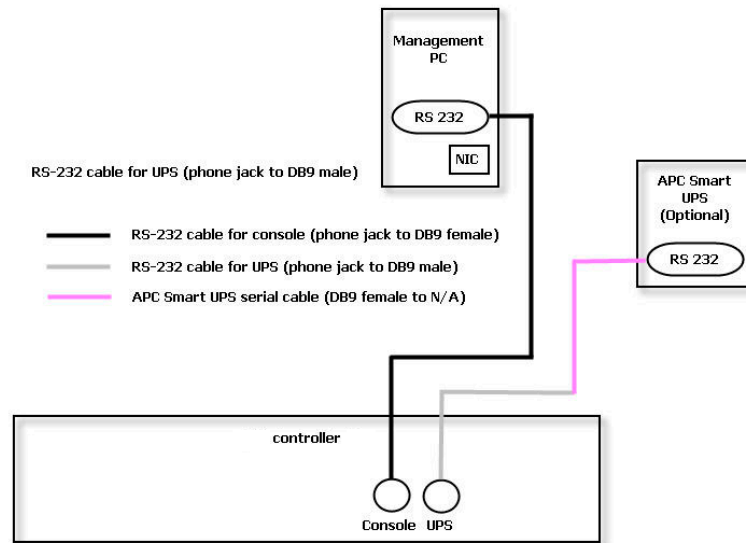 Management
PC
RS 232
NIC
RS-232 cable for UPS (phone jack to DB9 male)
APC Smart
UPS
(Optional)
RS 232
RS-232 cable for console (phone jack to DB9 female)
RS-232 cable for UPS (phone jack to DB9 male)
APC Smart UPS serial cable (DB9 female to N/A)
controller
Console UPS